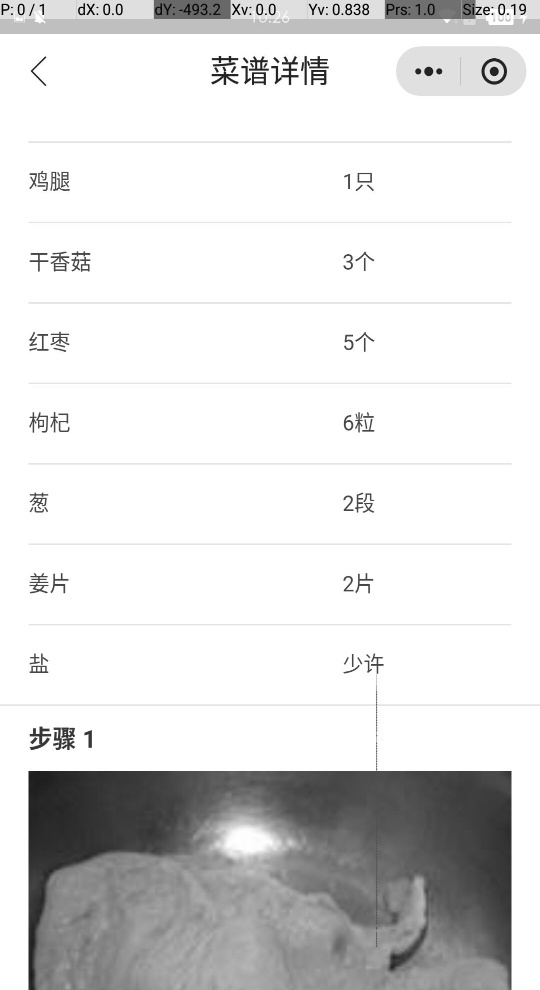 P: 0 / 1 dX: 0.0 dY: -493.2 Xv: 0.0 Yv: 0.838 Prs: 1.0 Size: 0.19
16:26
菜谱详情
鸡腿 1只
干香菇 3个
红枣 5个
枸杞 6粒
葱 2段
姜片 2片
盐 少许
步骤 1